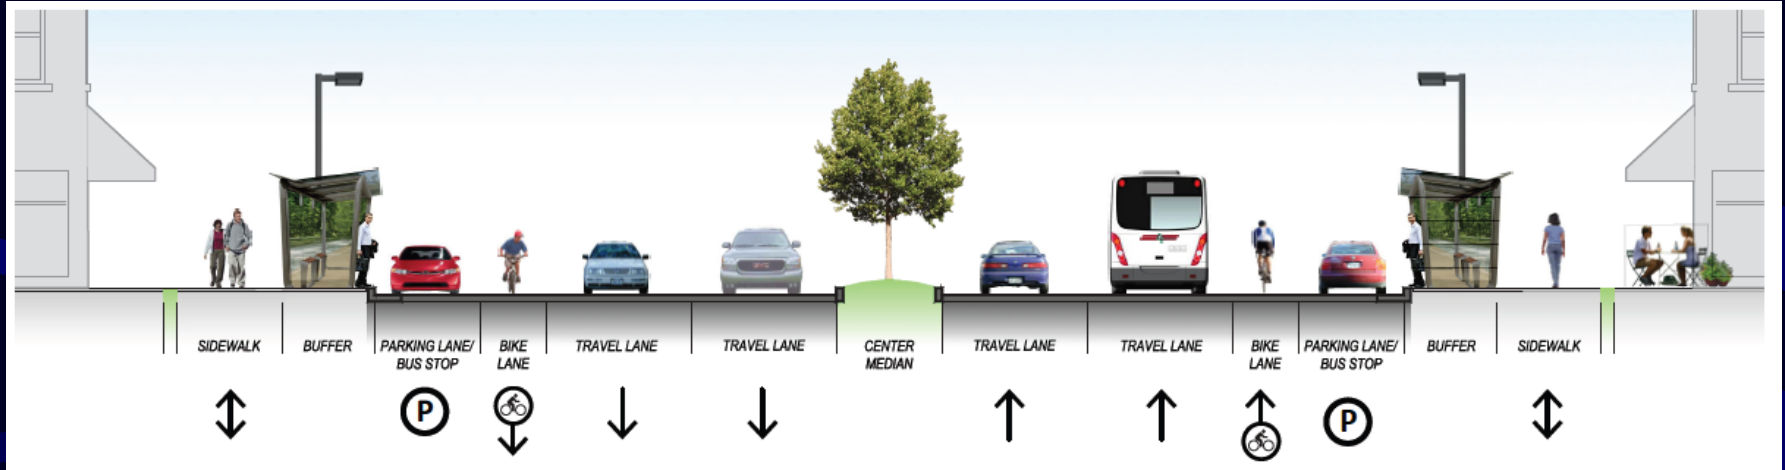 SIDEWALK
BUFFER
PARKING LANE/
BUS STOP
BIKE
LANE
TRAVEL LANE
TRAVEL LANE
CENTER
MEDIAN
TRAVEL LANE
TRAVEL LANE
BIKE
LANE
PARKING LANE/
BUS STOP
BUFFER
SIDEWALK
P
P